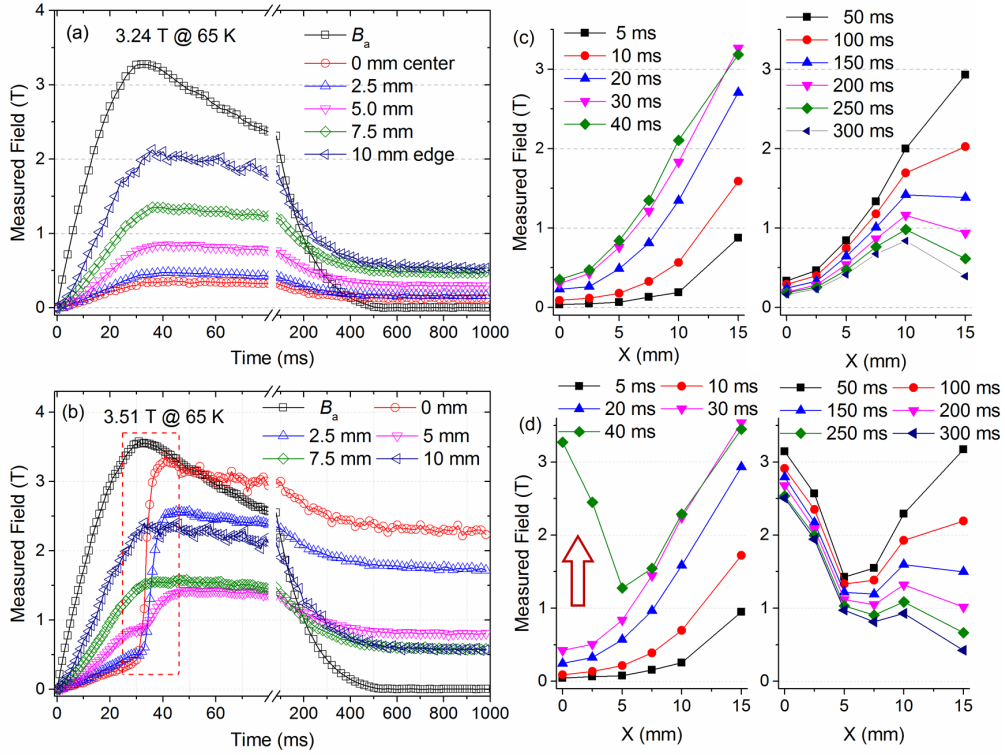 (a)
3.24 T @ 65 K
Ba
0 mm center
2.5 mm
5.0 mm
7.5 mm
10 mm edge
Measured Field (T)
4
3
2
1
0
0 20 40 60 200 400 600 800 1000
Time (ms)
(b)
3.51 T @ 65 K
Ba 0 mm
2.5 mm 5 mm
7.5 mm 10 mm
Measured Field (T)
4
3
2
1
0
0 20 40 60 200 400 600 800 1000
Time (ms)
(c)
5 ms
10 ms
20 ms
30 ms
40 ms
Measured Field (T)
3
2
1
0
0 5 10 15
X (mm)
50 ms
100 ms
150 ms
200 ms
250 ms
300 ms
3
2
1
0
0 5 10 15
X (mm)
(d)
5 ms 10 ms
20 ms 30 ms
40 ms
Measured Field (T)
4
3
2
1
0
0 5 10 15
X (mm)
50 ms 100 ms
150 ms 200 ms
250 ms 300 ms
4
3
2
1
0
0 5 10 15
X (mm)